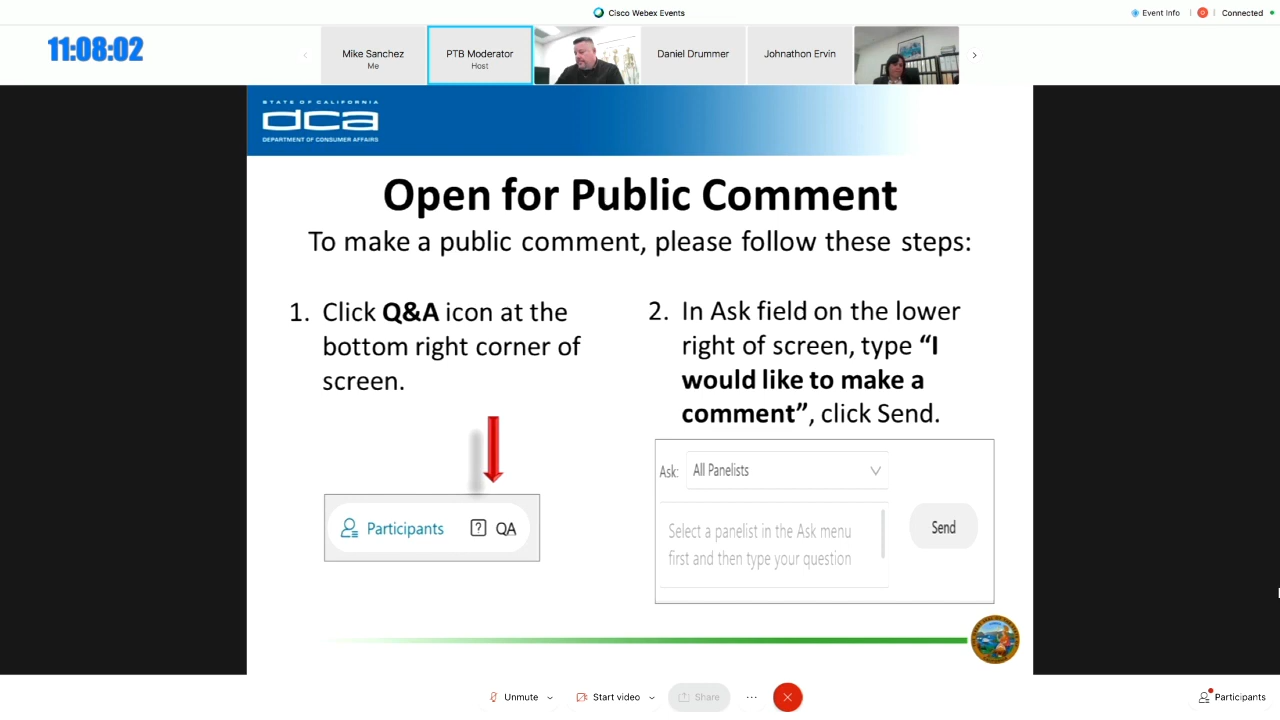 Cisco Webex Events
Event Info
Connected
11:08:02
Mike Sanchez
Me
PTB Moderator
Host
Daniel Drummer
Johnathon Ervin
STATE OF CALIFORNIA
dca
DEPARTMENT OF CONSUMER AFFAIRS
Open for Public Comment
To make a public comment, please follow these steps:
1. Click Q&A icon at the
bottom right corner of
screen.
2. In Ask field on the lower
right of screen, type “I
would like to make a
comment”, click Send.
Participants
? QA
Ask:
All Panelists
Select a panelist in the Ask menu
first and then type your question
Send
Unmute
Start video
Share
...
Participants